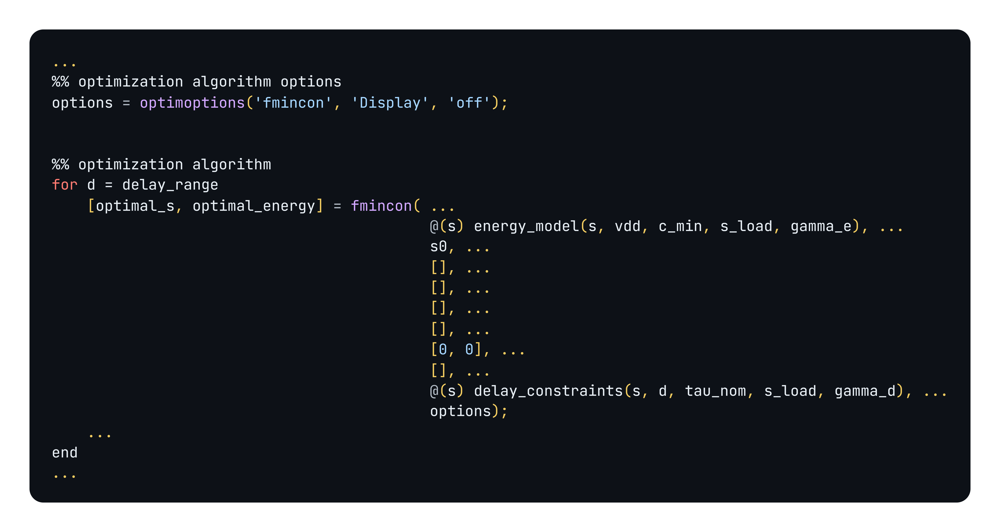 ...
%% optimization algorithm options
options = optimoptions('fmincon', 'Display', 'off');
%% optimization algorithm
for d = delay_range
    [optimal_s, optimal_energy] = fmincon( ...
                                           @(s) energy_model(s, vdd, c_min, s_load, gamma_e), ...
                                           s0, ...
                                           [], ...
                                           [], ...
                                           [], ...
                                           [], ...
                                           [0, 0], ...
                                           [], ...
                                           @(s) delay_constraints(s, d, tau_nom, s_load, gamma_d), ...
                                           options);
    ...
end
...